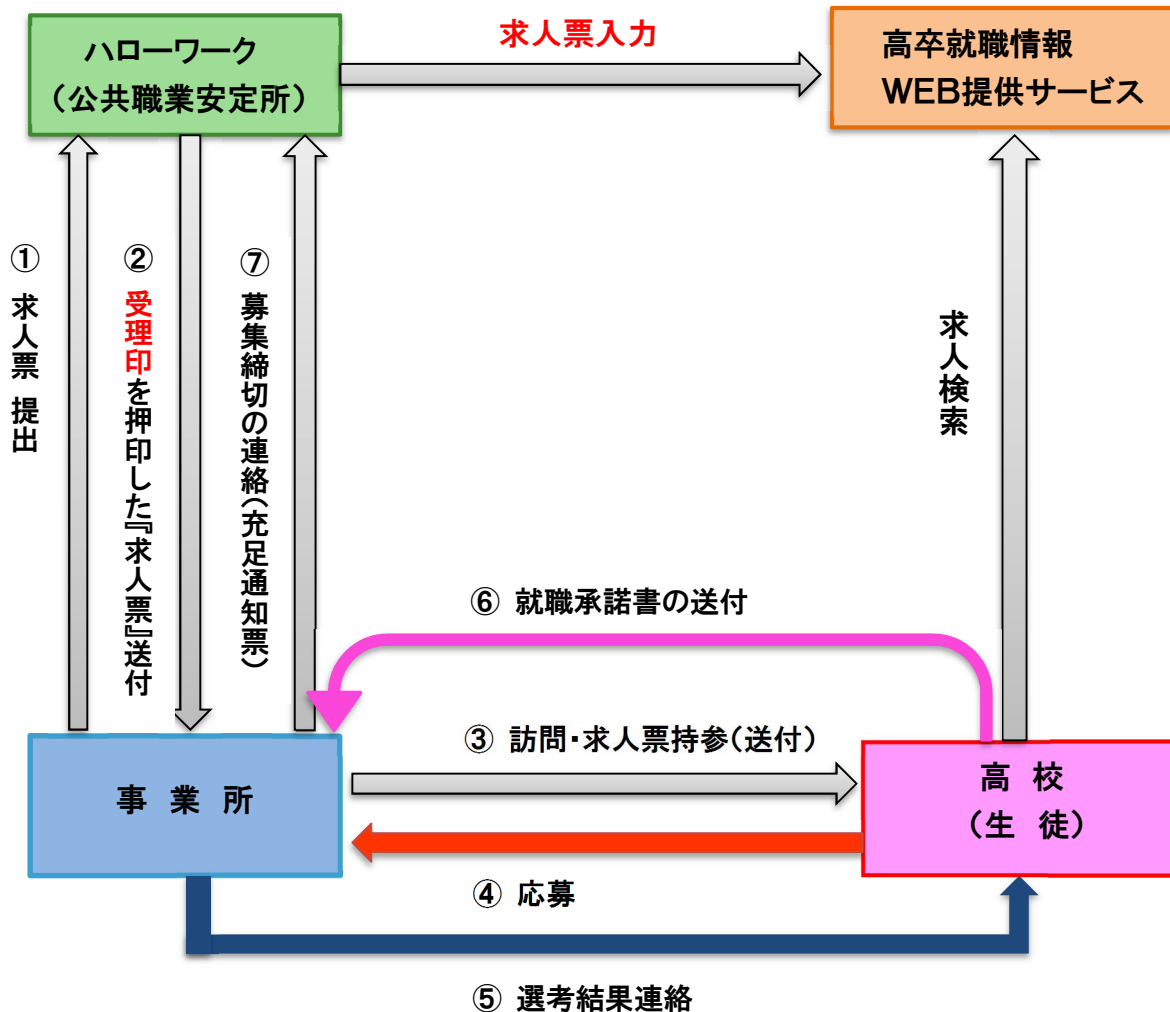 ハローワーク
（公共職業安定所）
求人票入力
高卒就職情報
WEB提供サービス
① 求人票 提出
② 受理印を押印した『求人票』送付
⑦ 募集締切の連絡（充足通知票）
求人検索
⑥ 就職承諾書の送付
③ 訪問・求人票持参（送付）
事 業 所
高 校
（生 徒）
④ 応募
⑤ 選考結果連絡